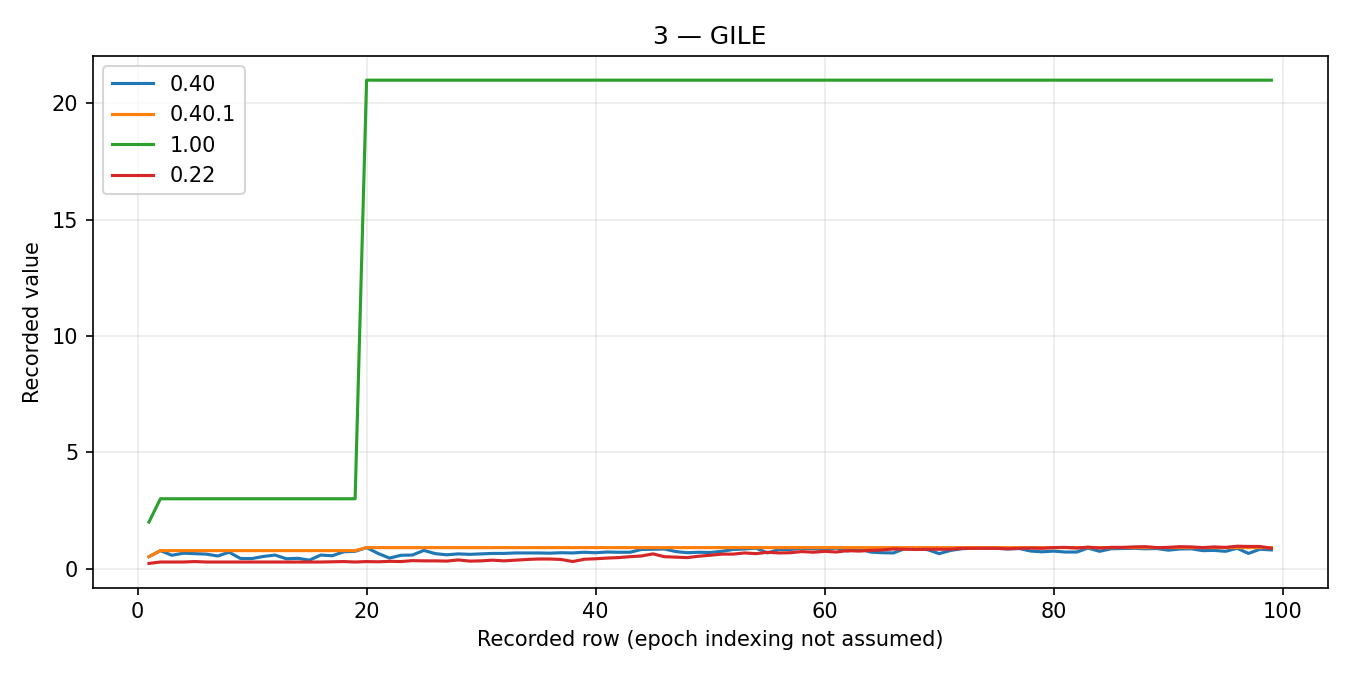 3 — GILE
0.40
0.40.1
1.00
0.22
Recorded value
20
15
10
5
0
0 20 40 60 80 100
Recorded row (epoch indexing not assumed)